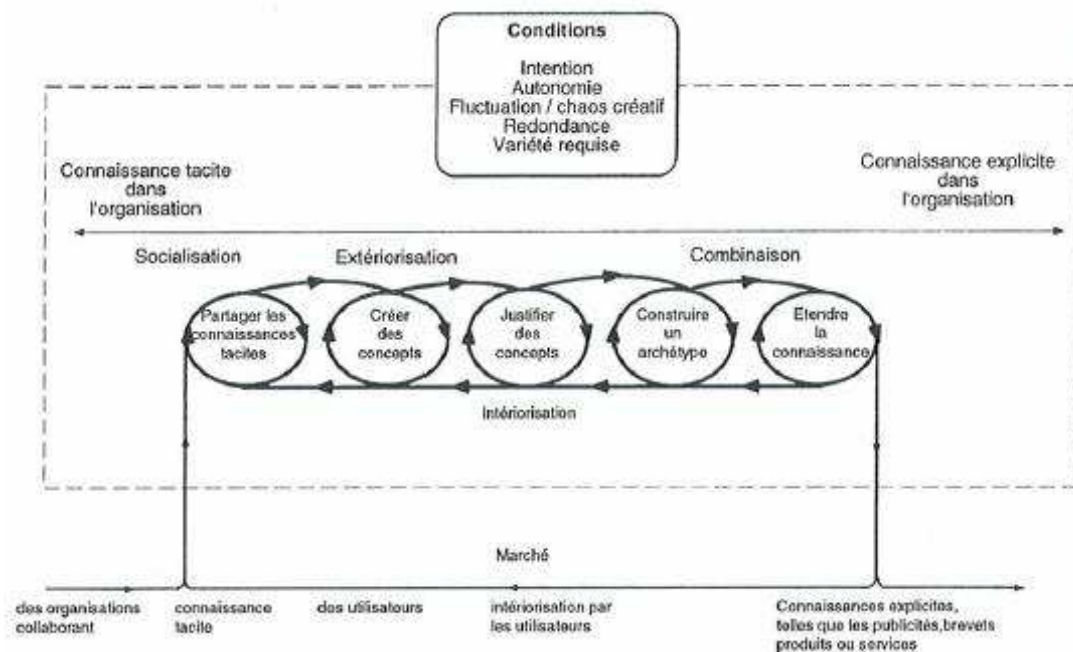 Conditions
Intention
Autonomie
Fluctuation / chaos créatif
Redondance
Variété requise
Connaissance tacite
dans
l'organisation
Connaissance explicite
dans
l'organisation
Socialisation
Extériorisation
Combinaison
Partager les
connaissances
tacites
Créer
des
concepts
Justifier
des
concepts
Construire
un
archétype
Etendre
la
connaissance
Intériorisation
Marché
des organisations
collaborant
connaissance
tacite
des utilisateurs
intériorisation par
les utilisateurs
Connaissances explicites,
telles que les publicités,brevets
produits ou services